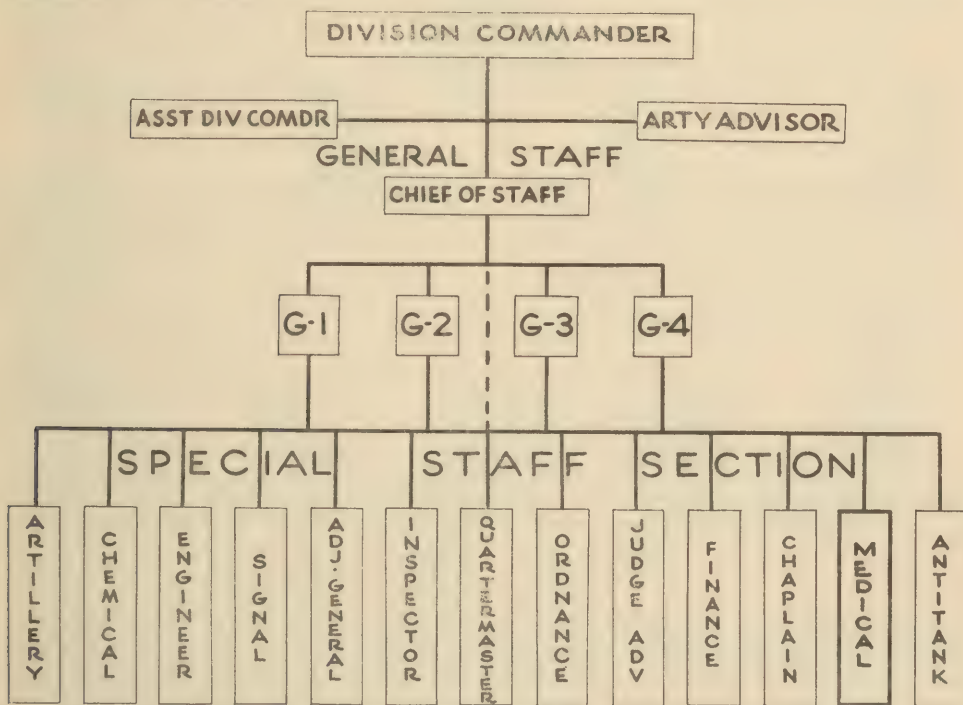 DIVISION COMMANDER
ASST DIV COMDR
ARTY ADVISOR
GENERAL STAFF
CHIEF OF STAFF
G-1
G-2
G-3
G-4
SPECIAL STAFF SECTION
ARTILLERY
CHEMICAL
ENGINEER
SIGNAL
ADJ·GENERAL
INSPECTOR
QUARTERMASTER
ORDNANCE
JUDGE ADV
FINANCE
CHAPLAIN
MEDICAL
ANTITANK